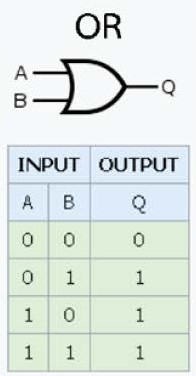 OR
A
Q
B
INPUT OUTPUT
A B Q
0 0 0
0 1 1
1 0 1
1 1 1